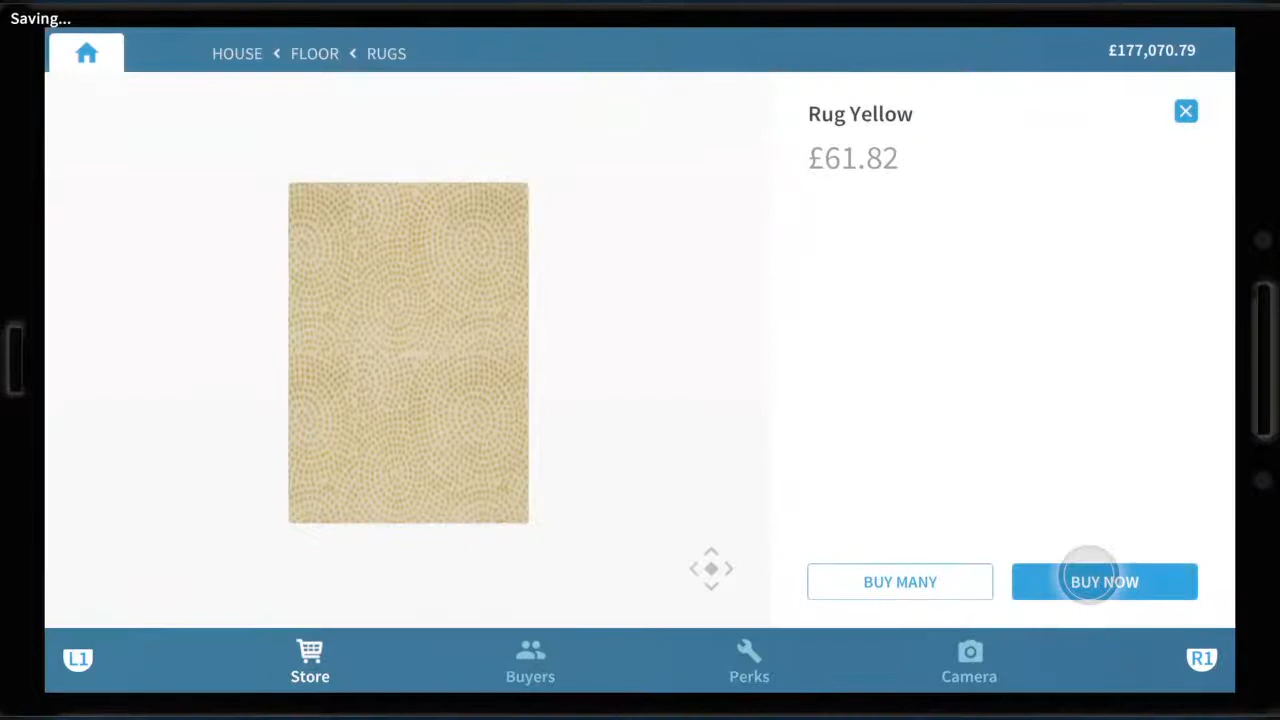 Saving...
HOUSE < FLOOR < RUGS
£177,070.79
Rug Yellow
£61.82
BUY MANY
BUY NOW
L1
Store
Buyers
Perks
Camera
R1